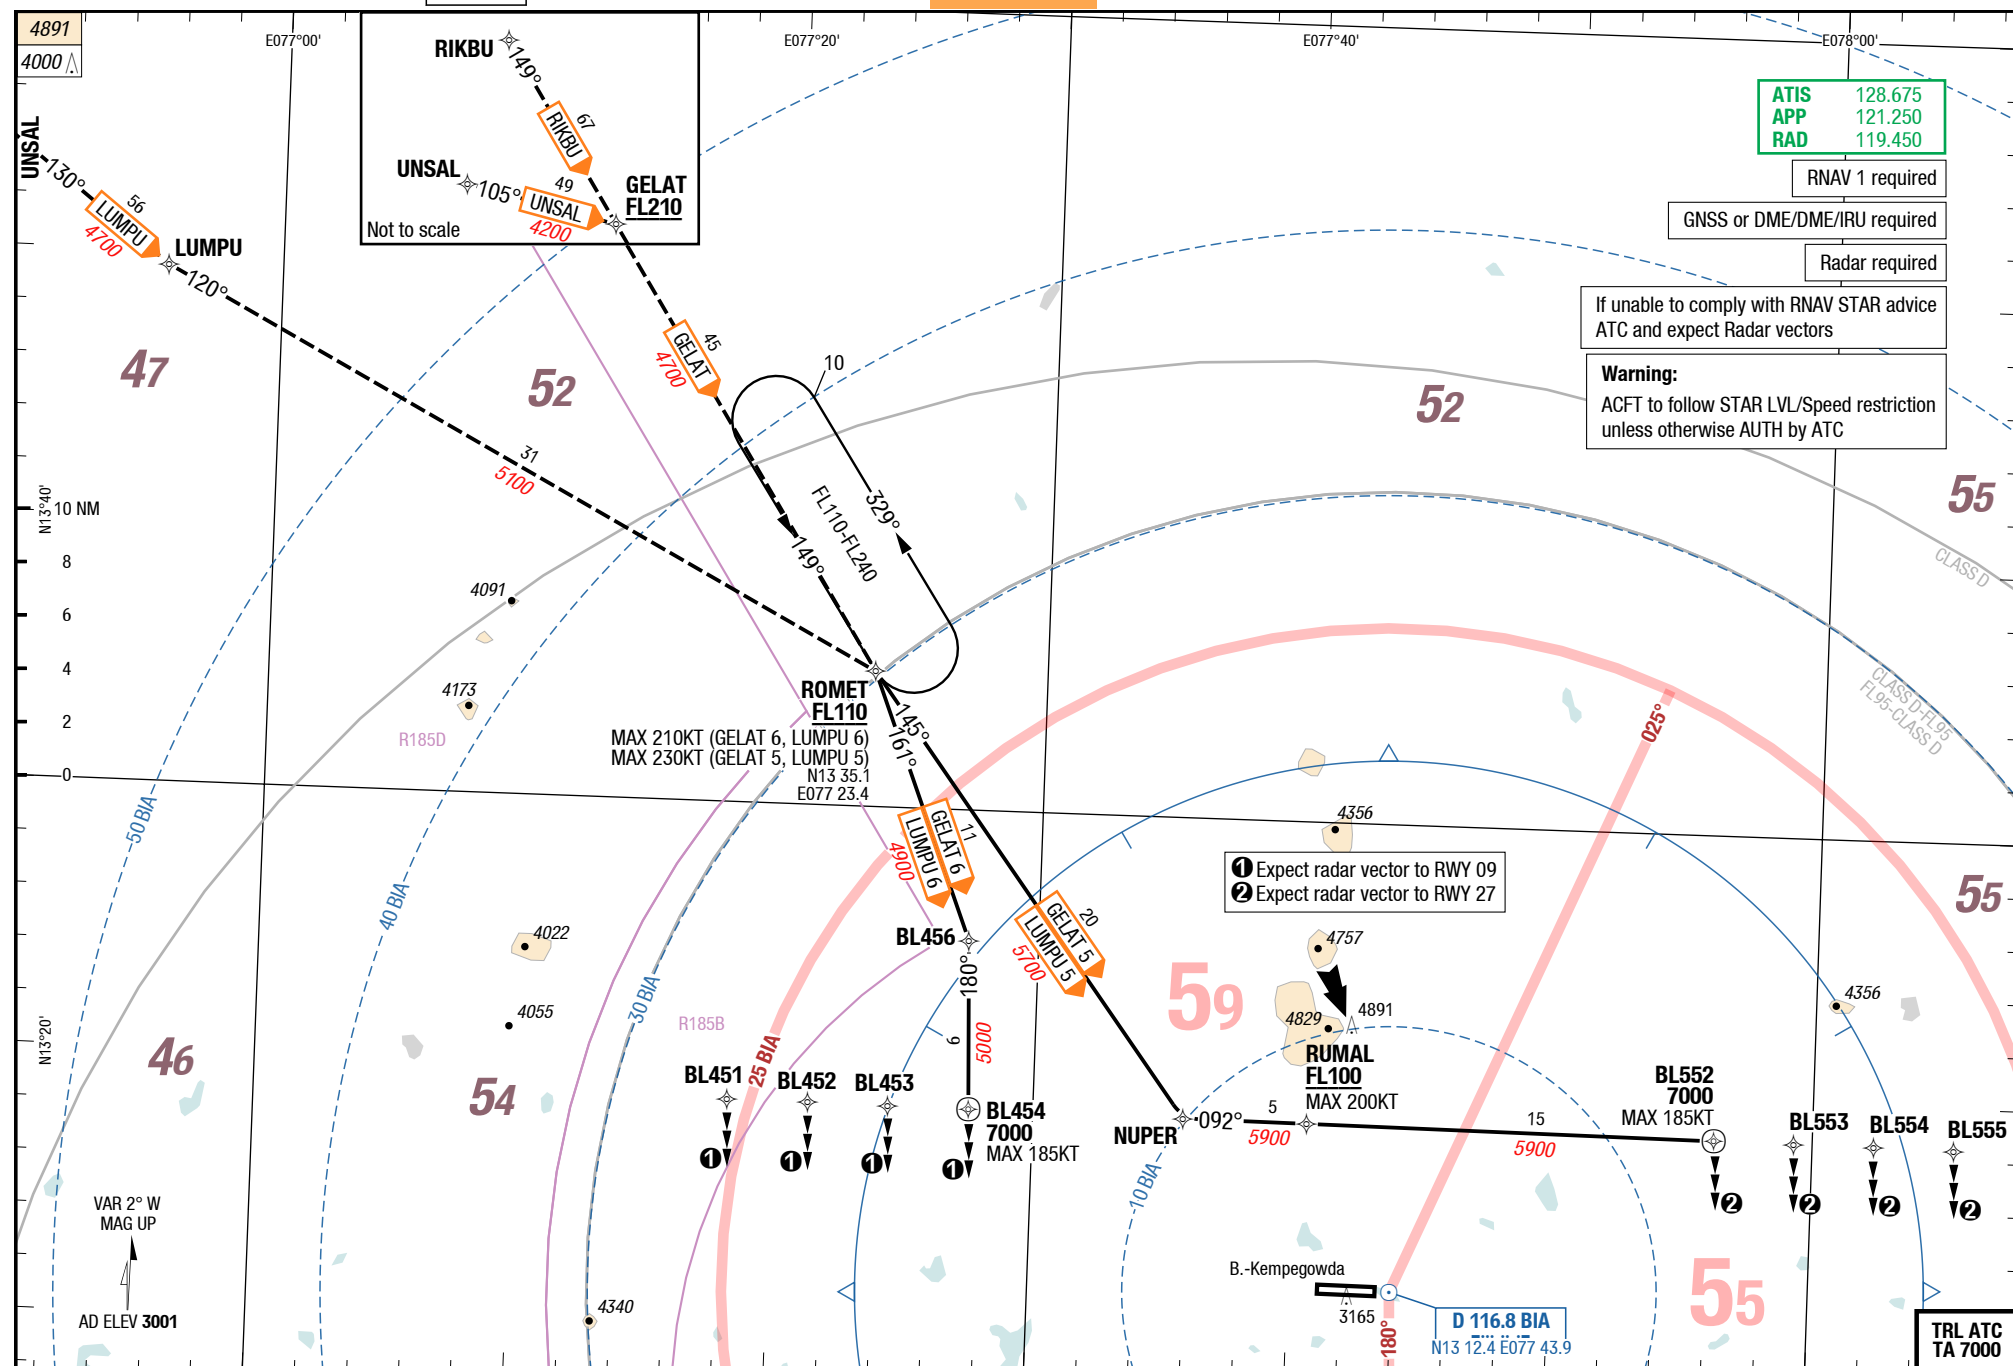 4891
4000
E077°00'
E077°20'
E077°40'
E078°00'
RIKBU
149°
67
RIKBU
UNSAL
105°
49
UNSAL
4200
GELAT
FL210
Not to scale
ATIS 128.675
APP 121.250
RAD 119.450
RNAV 1 required
GNSS or DME/DME/IRU required
Radar required
If unable to comply with RNAV STAR advice
ATC and expect Radar vectors
Warning:
ACFT to follow STAR LVL/Speed restriction
unless otherwise AUTH by ATC
UNSAL
130°
56
LUMPU
4700
LUMPU
120°
47
52
45
GELAT
4700
10
52
55
31
5100
FL110-FL240
329°
149°
N13°40'
10 NM
8
6
4
2
0
4091
4173
R185D
CLASS D
CLASS D-FL95
FL95-CLASS D
ROMET
FL110
MAX 210KT (GELAT 6, LUMPU 6)
MAX 230KT (GELAT 5, LUMPU 5)
N13 35.1
E077 23.4
145°
161°
025°
50 BIA
40 BIA
30 BIA
25 BIA
10 BIA
11
GELAT 6
LUMPU 6
4900
20
GELAT 5
LUMPU 5
5700
4356
1 Expect radar vector to RWY 09
2 Expect radar vector to RWY 27
55
BL456
180°
4022
4055
4757
59
4829
4891
4356
R185B
9
5000
N13°20'
46
54
BL451
BL452
BL453
BL454
7000
MAX 185KT
1
1
1
1
RUMAL
FL100
MAX 200KT
NUPER
092°
5
5900
15
5900
BL552
7000
MAX 185KT
BL553
BL554
BL555
2
2
2
2
VAR 2° W
MAG UP
AD ELEV 3001
4340
B.-Kempegowda
3165
180°
D 116.8 BIA
N13 12.4 E077 43.9
55
TRL ATC
TA 7000